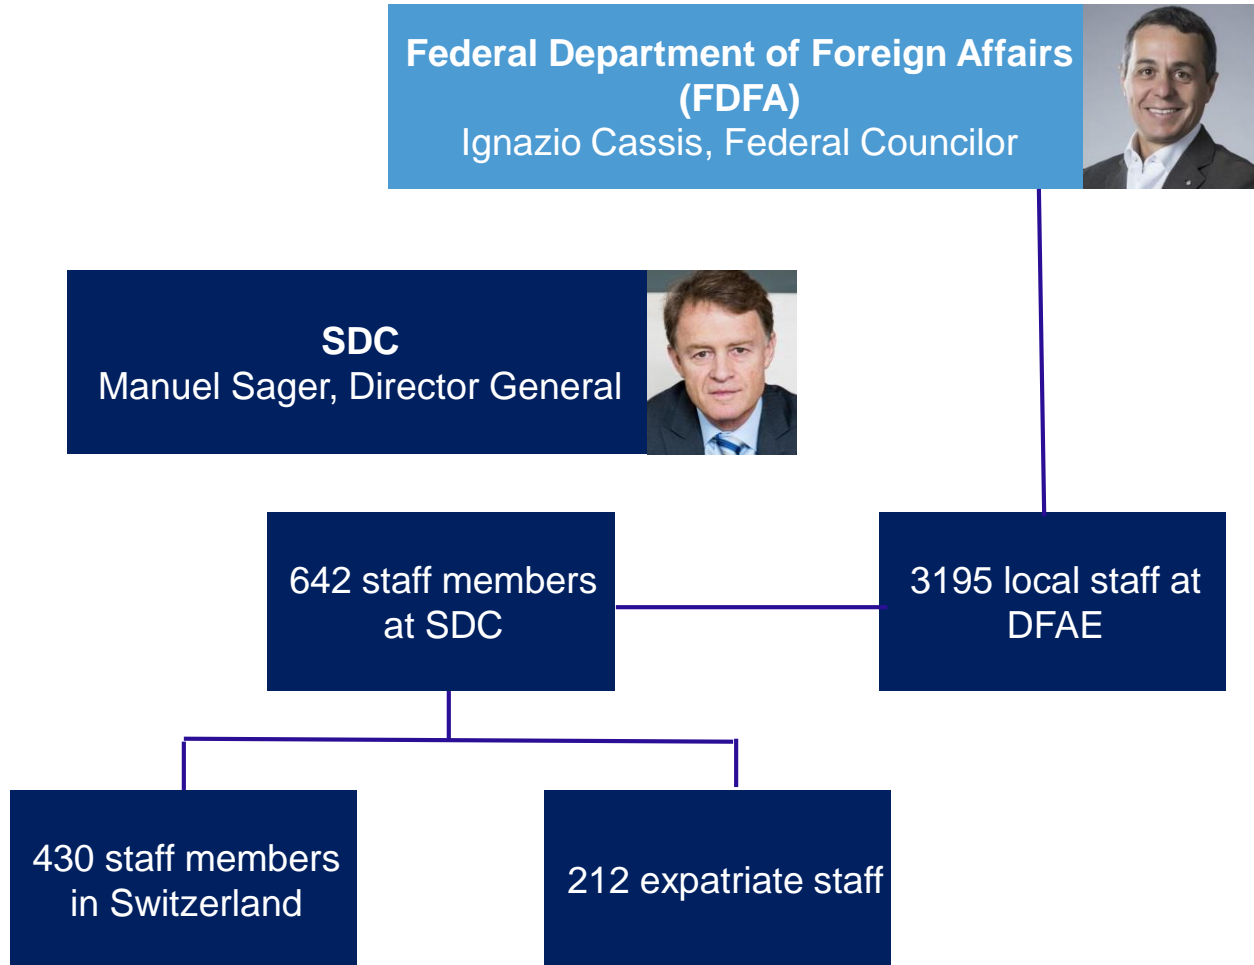 Federal Department of Foreign Affairs
(FDFA)
Ignazio Cassis, Federal Councilor
SDC
Manuel Sager, Director General
642 staff members
at SDC
3195 local staff at
DFAE
430 staff members
in Switzerland
212 expatriate staff